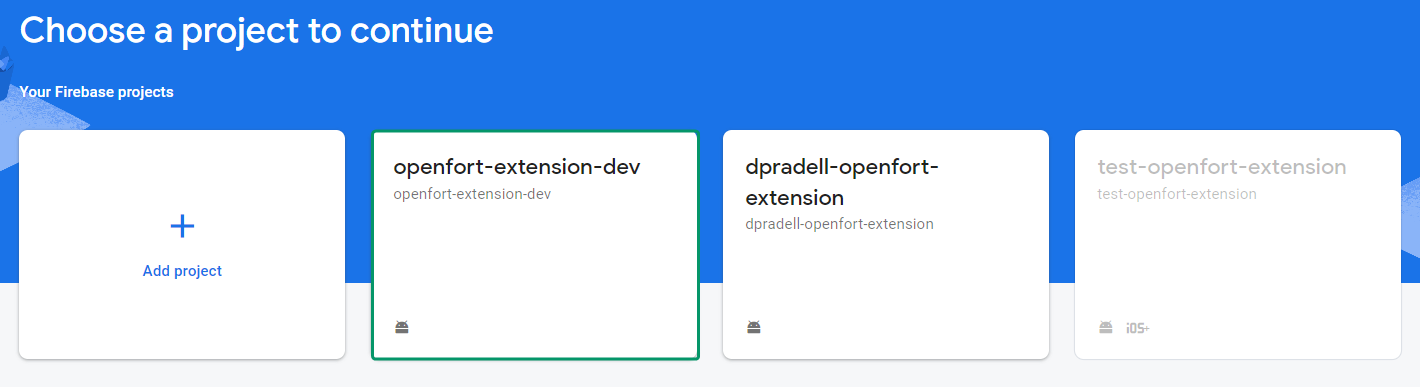 Choose a project to continue
Your Firebase projects
Add project
openfort-extension-dev
openfort-extension-dev
dpradell-openfort-
extension
dpradell-openfort-extension
test-openfort-extension
test-openfort-extension
iOS+